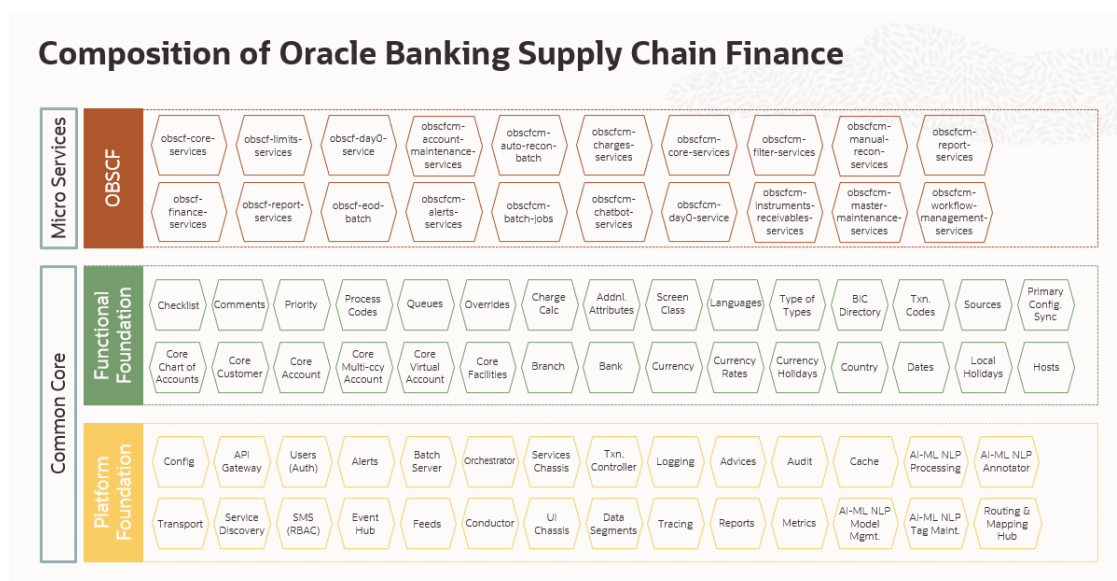 Composition of Oracle Banking Supply Chain Finance
Micro Services
OBSCF
obscf-core-
services
obscf-limits-
services
obscf-day0-
service
obscfcm-
account-
maintenance-
services
obscfcm-
auto-recon-
batch
obscfcm-
charges-
services
obscfcm-
core-services
obscfcm-
filter-services
obscfcm-
manual-
recon-
services
obscfcm-
report-
services
obscf-
finance-
services
obscf-report-
services
obscf-eod-
batch
obscfcm-
alerts-
services
obscfcm-
batch-jobs
obscfcm-
chatbot-
services
obscfcm-
day0-service
obscfcm-
instruments-
receivables-
services
obscfcm-
master-
maintenance-
services
obscfcm-
workflow-
management-
services
Common Core
Functional
Foundation
Checklist
Comments
Priority
Process
Codes
Queues
Overrides
Charge
Calc
Addnl.
Attributes
Screen
Class
Languages
Type of
Types
BIC
Directory
Txn.
Codes
Sources
Primary
Config.
Sync
Core
Chart of
Accounts
Core
Customer
Core
Account
Core
Multi-ccy
Account
Core
Virtual
Account
Core
Facilities
Branch
Bank
Currency
Currency
Rates
Currency
Holidays
Country
Dates
Local
Holidays
Hosts
Platform
Foundation
Config
API
Gateway
Users
(Auth)
Alerts
Batch
Server
Orchestrator
Services
Chassis
Txn.
Controller
Logging
Advices
Audit
Cache
AI-ML NLP
Processing
AI-ML NLP
Annotator
Transport
Service
Discovery
SMS
(RBAC)
Event
Hub
Feeds
Conductor
UI
Chassis
Data
Segments
Tracing
Reports
Metrics
AI-ML NLP
Model
Mgmt.
AI-ML NLP
Tag Maint.
Routing &
Mapping
Hub